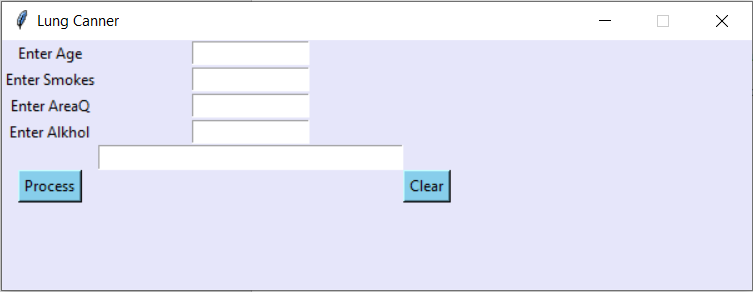 Lung Canner
Enter Age
Enter Smokes
Enter AreaQ
Enter Alkhol
Process
Clear